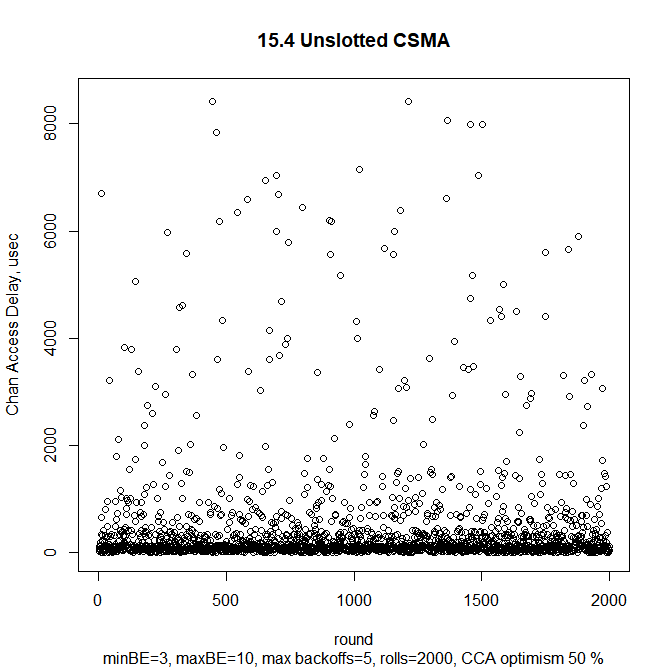 15.4 Unslotted CSMA
Chan Access Delay, usec
8000
6000
4000
2000
0
0 500 1000 1500 2000
round
minBE=3, maxBE=10, max backoffs=5, rolls=2000, CCA optimism 50 %